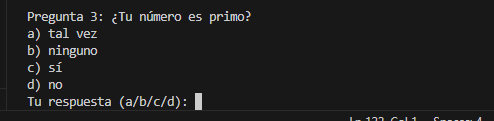 Pregunta 3: ¿Tu número es primo?
a) tal vez
b) ninguno
c) sí
d) no
Tu respuesta (a/b/c/d):